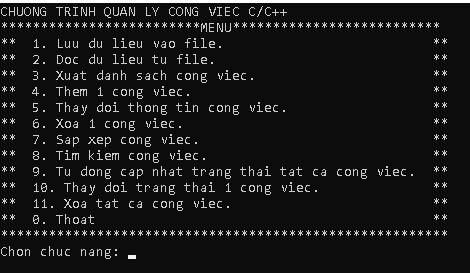 CHUONG TRINH QUAN LY CONG VIEC C/C++
*************************MENU**************************
** 1. Luu du lieu vao file. **
** 2. Doc du lieu tu file. **
** 3. Xuat danh sach cong viec. **
** 4. Them 1 cong viec. **
** 5. Thay doi thong tin cong viec. **
** 6. Xoa 1 cong viec. **
** 7. Sap xep cong viec. **
** 8. Tim kiem cong viec. **
** 9. Tu dong cap nhat trang thai tat ca cong viec. **
** 10. Thay doi trang thai 1 cong viec. **
** 11. Xoa tat ca cong viec. **
** 0. Thoat **
*******************************************************
Chon chuc nang: _